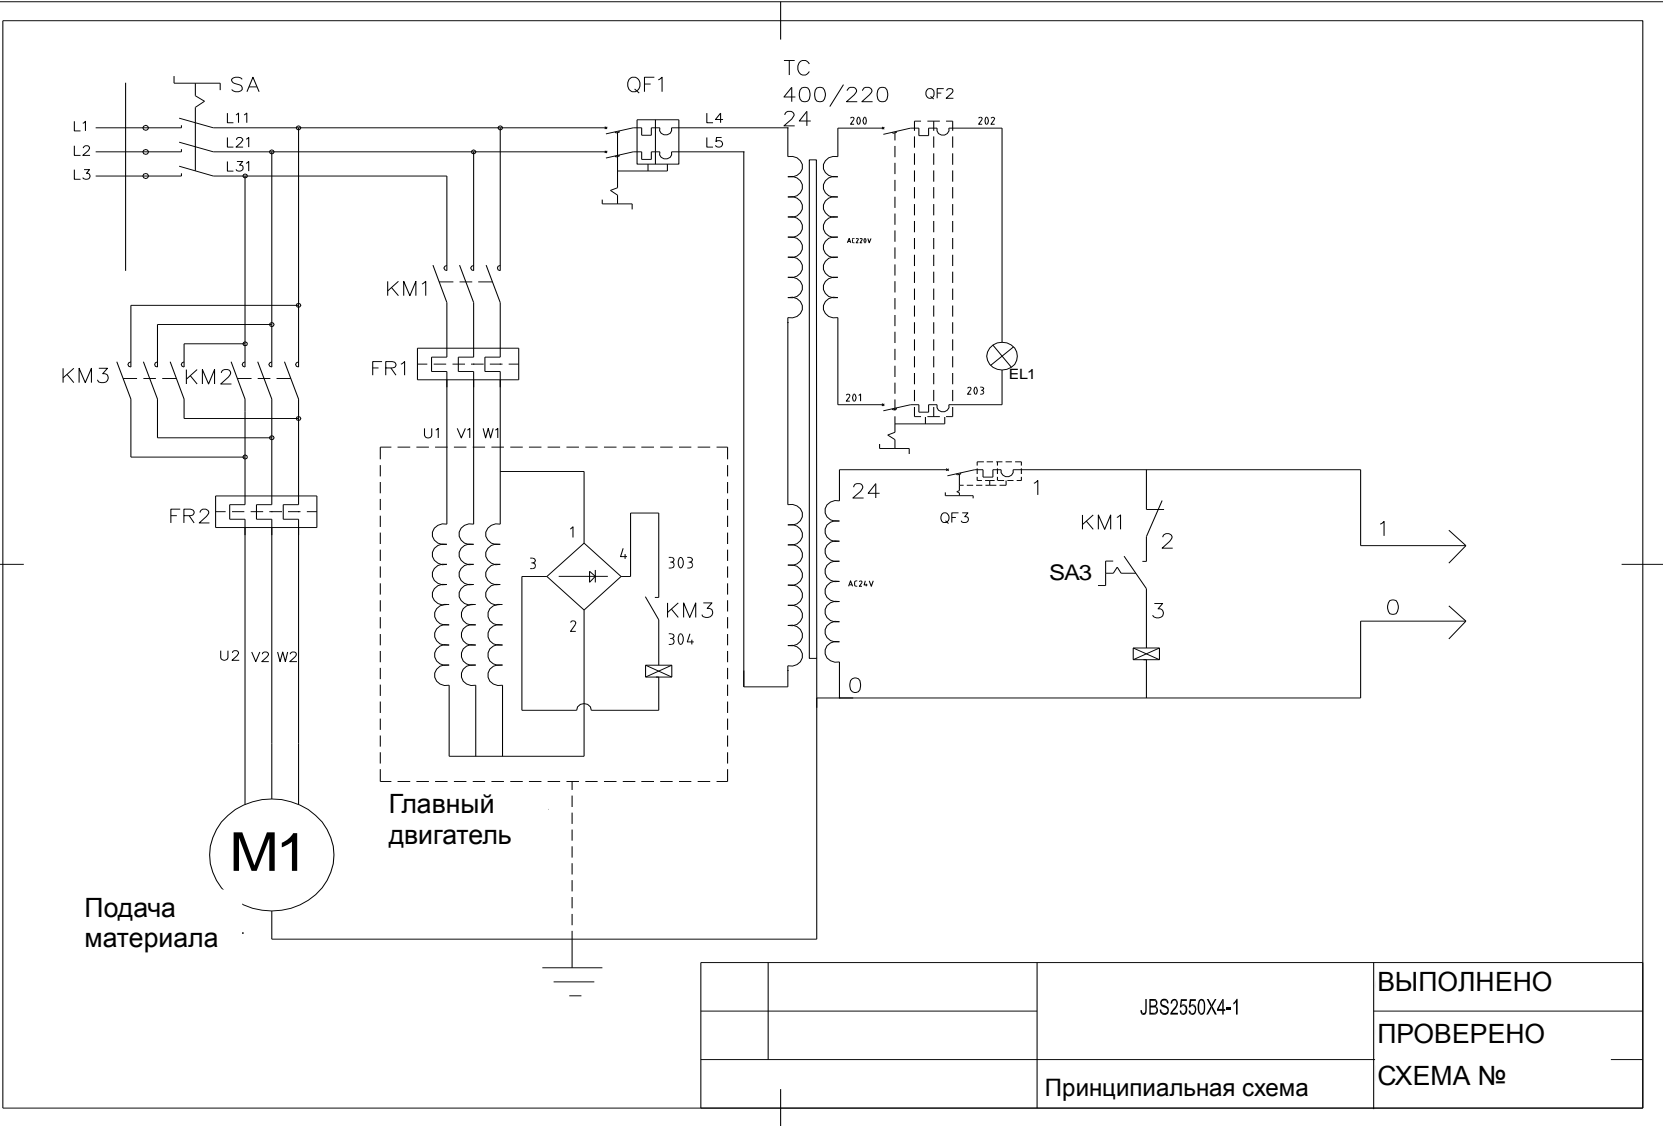 SA
QF1
TC
400/220
24
QF2
L1
L11
L4
200
202
L2
L21
L5
L3
L31
AC220V
KM1
KM3
KM2
FR1
EL1
201
203
U1
V1
W1
24
1
QF3
FR2
KM1
2
1
1
3
4
303
SA3
AC24V
KM3
3
0
2
304
U2
V2
W2
0
Главный
двигатель
M1
Подача
материала
JBS2550X4-1
ВЫПОЛНЕНО
ПРОВЕРЕНО
Принципиальная схема
СХЕМА №